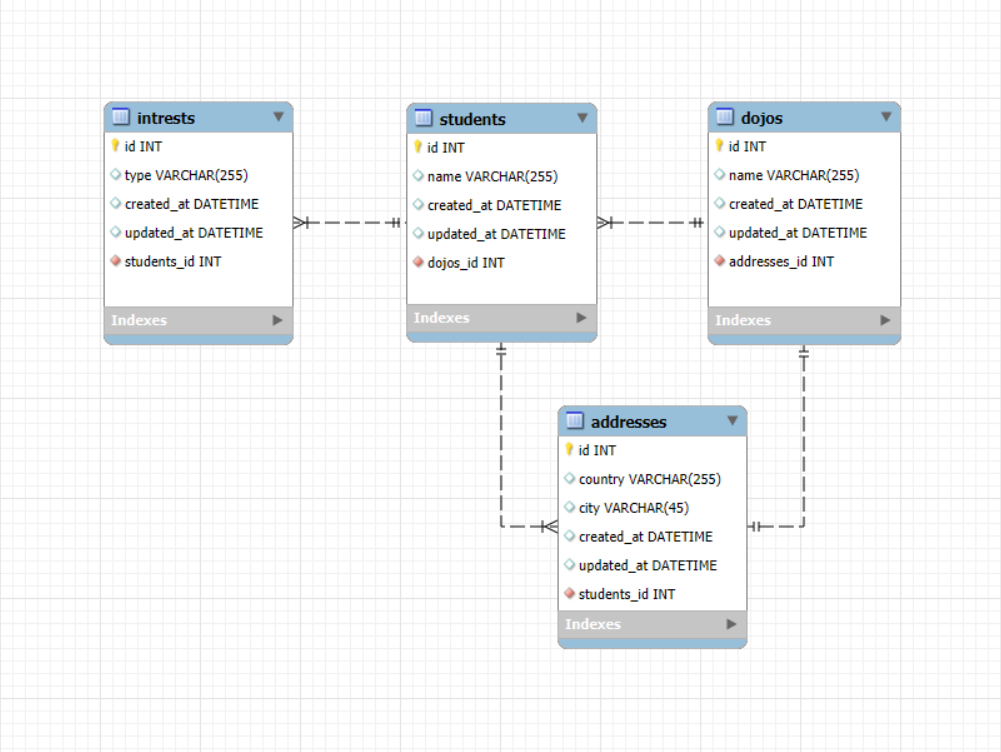 intrests
id INT
type VARCHAR(255)
created_at DATETIME
updated_at DATETIME
students_id INT
Indexes
students
id INT
name VARCHAR(255)
created_at DATETIME
updated_at DATETIME
dojos_id INT
Indexes
dojos
id INT
name VARCHAR(255)
created_at DATETIME
updated_at DATETIME
addresses_id INT
Indexes
addresses
id INT
country VARCHAR(255)
city VARCHAR(45)
created_at DATETIME
updated_at DATETIME
students_id INT
Indexes